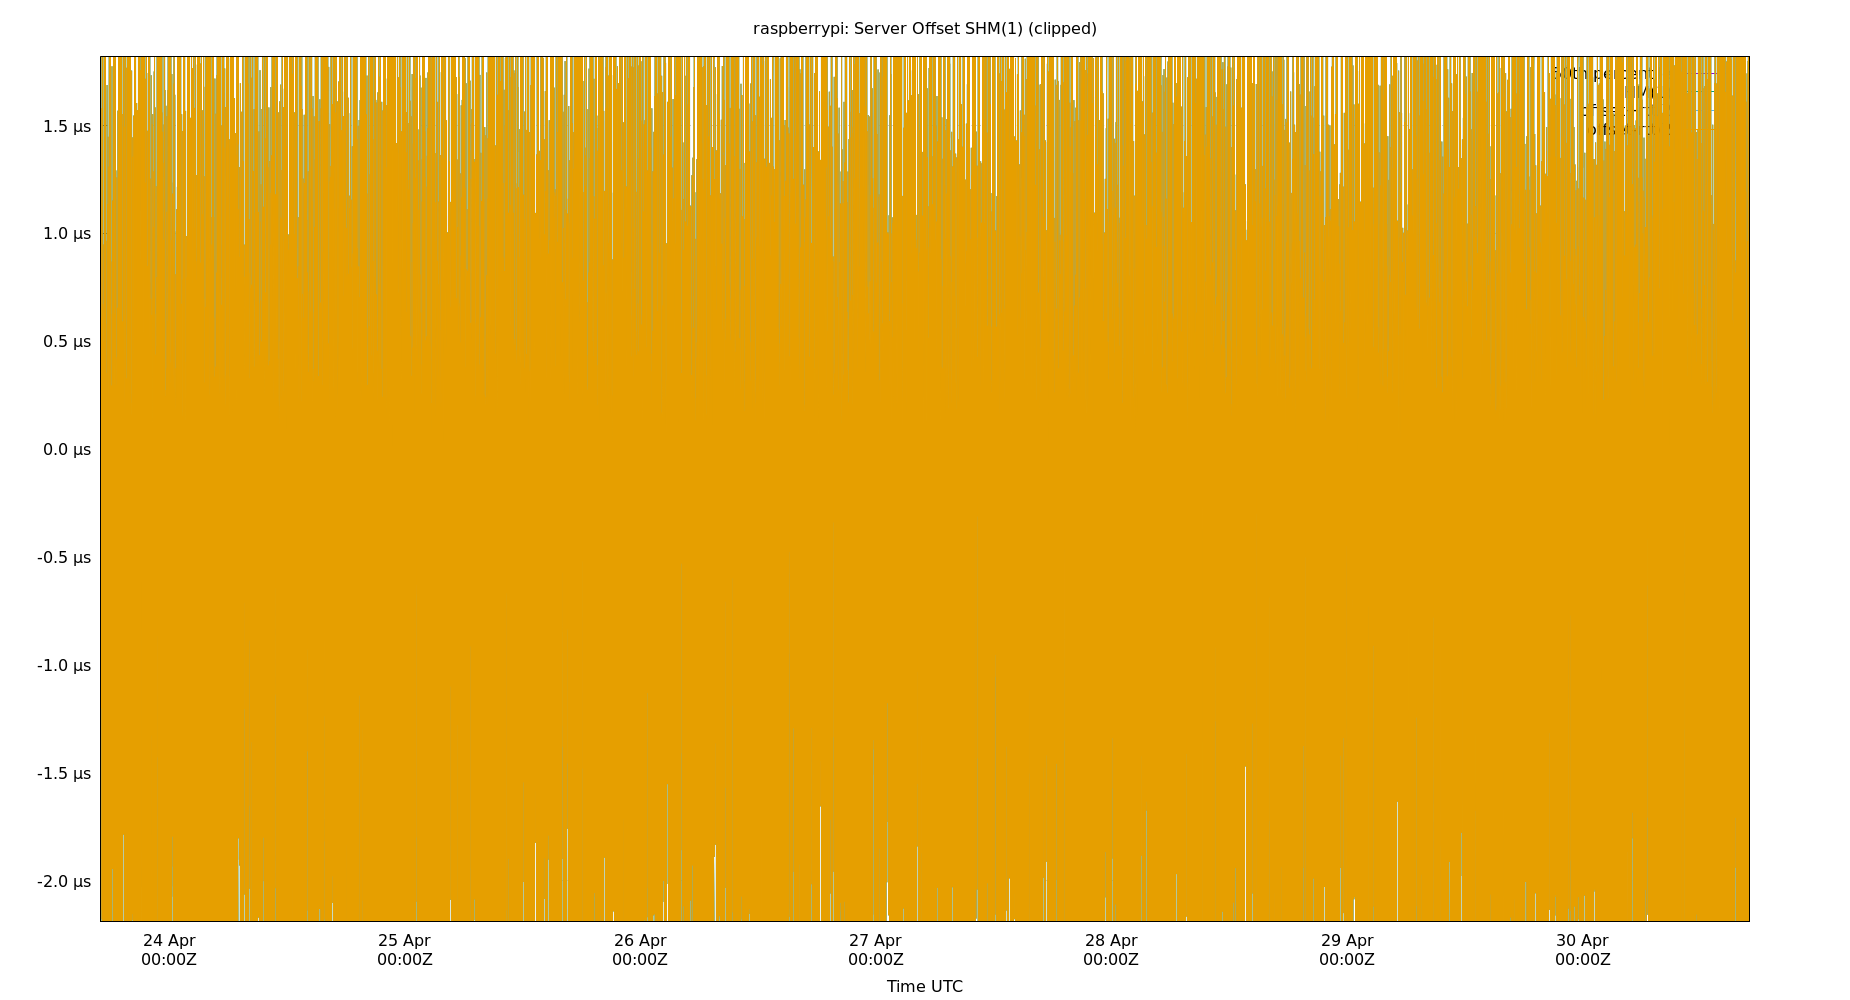 raspberrypi: Server Offset SHM(1) (clipped)
1.5 µs
1.0 µs
0.5 µs
0.0 µs
-0.5 µs
-1.0 µs
-1.5 µs
-2.0 µs
24 Apr 25 Apr 26 Apr 27 Apr 28 Apr 29 Apr 30 Apr
00:00Z 00:00Z 00:00Z 00:00Z 00:00Z 00:00Z 00:00Z
Time UTC